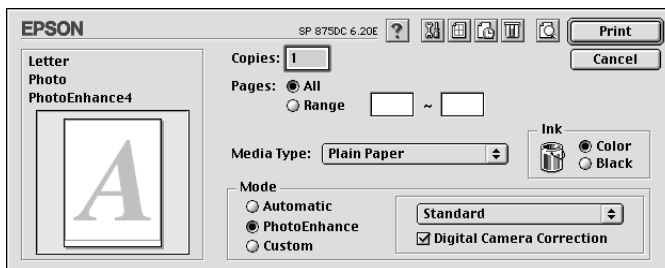 EPSON
SP 875DC 6.20E ?
Print
Letter
Photo
PhotoEnhance4
A
Copies: 1
Cancel
Pages: All
Range ~
Media Type: Plain Paper
Ink
Color
Black
Mode
Automatic
PhotoEnhance
Custom
Standard
Digital Camera Correction